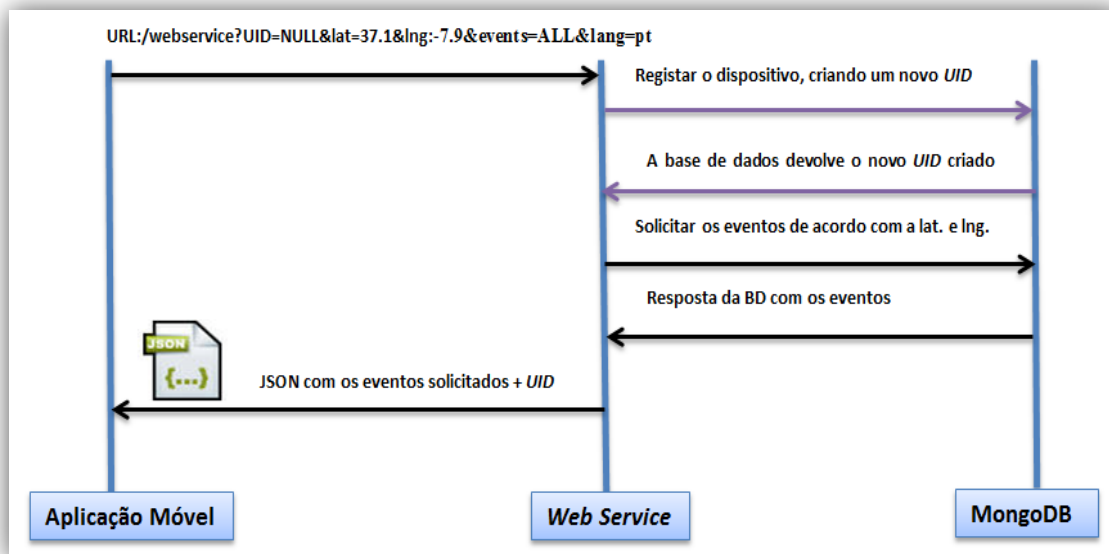 URL:/webservice?UID=NULL&lat=37.1&lng:-7.9&events=ALL&lang=pt
Registar o dispositivo, criando um novo UID
A base de dados devolve o novo UID criado
Solicitar os eventos de acordo com a lat. e lng.
Resposta da BD com os eventos
JSON
{...}
JSON com os eventos solicitados + UID
Aplicação Móvel
Web Service
MongoDB